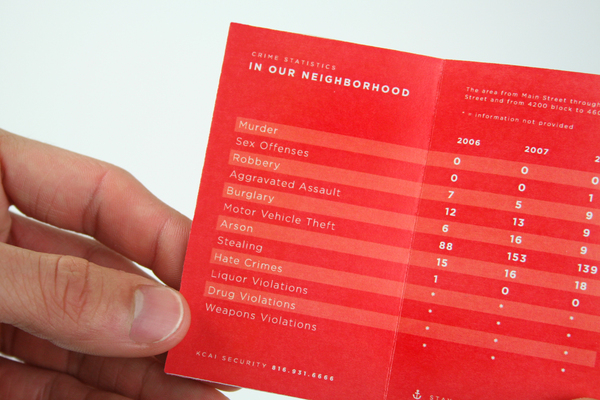 CRIME STATISTICS
IN OUR NEIGHBORHOOD
The area from Main Street through
Street and from 4200 block to
* = information not provided
2006 2007
Murder 0 0 0
Sex Offenses 0 0 1
Robbery 7 5 9
Aggravated Assault 12 13 9
Burglary 6 16 9
Motor Vehicle Theft 88 153 139
Arson 15 16 18
Stealing 1 0 0
Hate Crimes * * *
Liquor Violations * * *
Drug Violations * * *
Weapons Violations * * *
ACAI SECURITY 816.931.6666